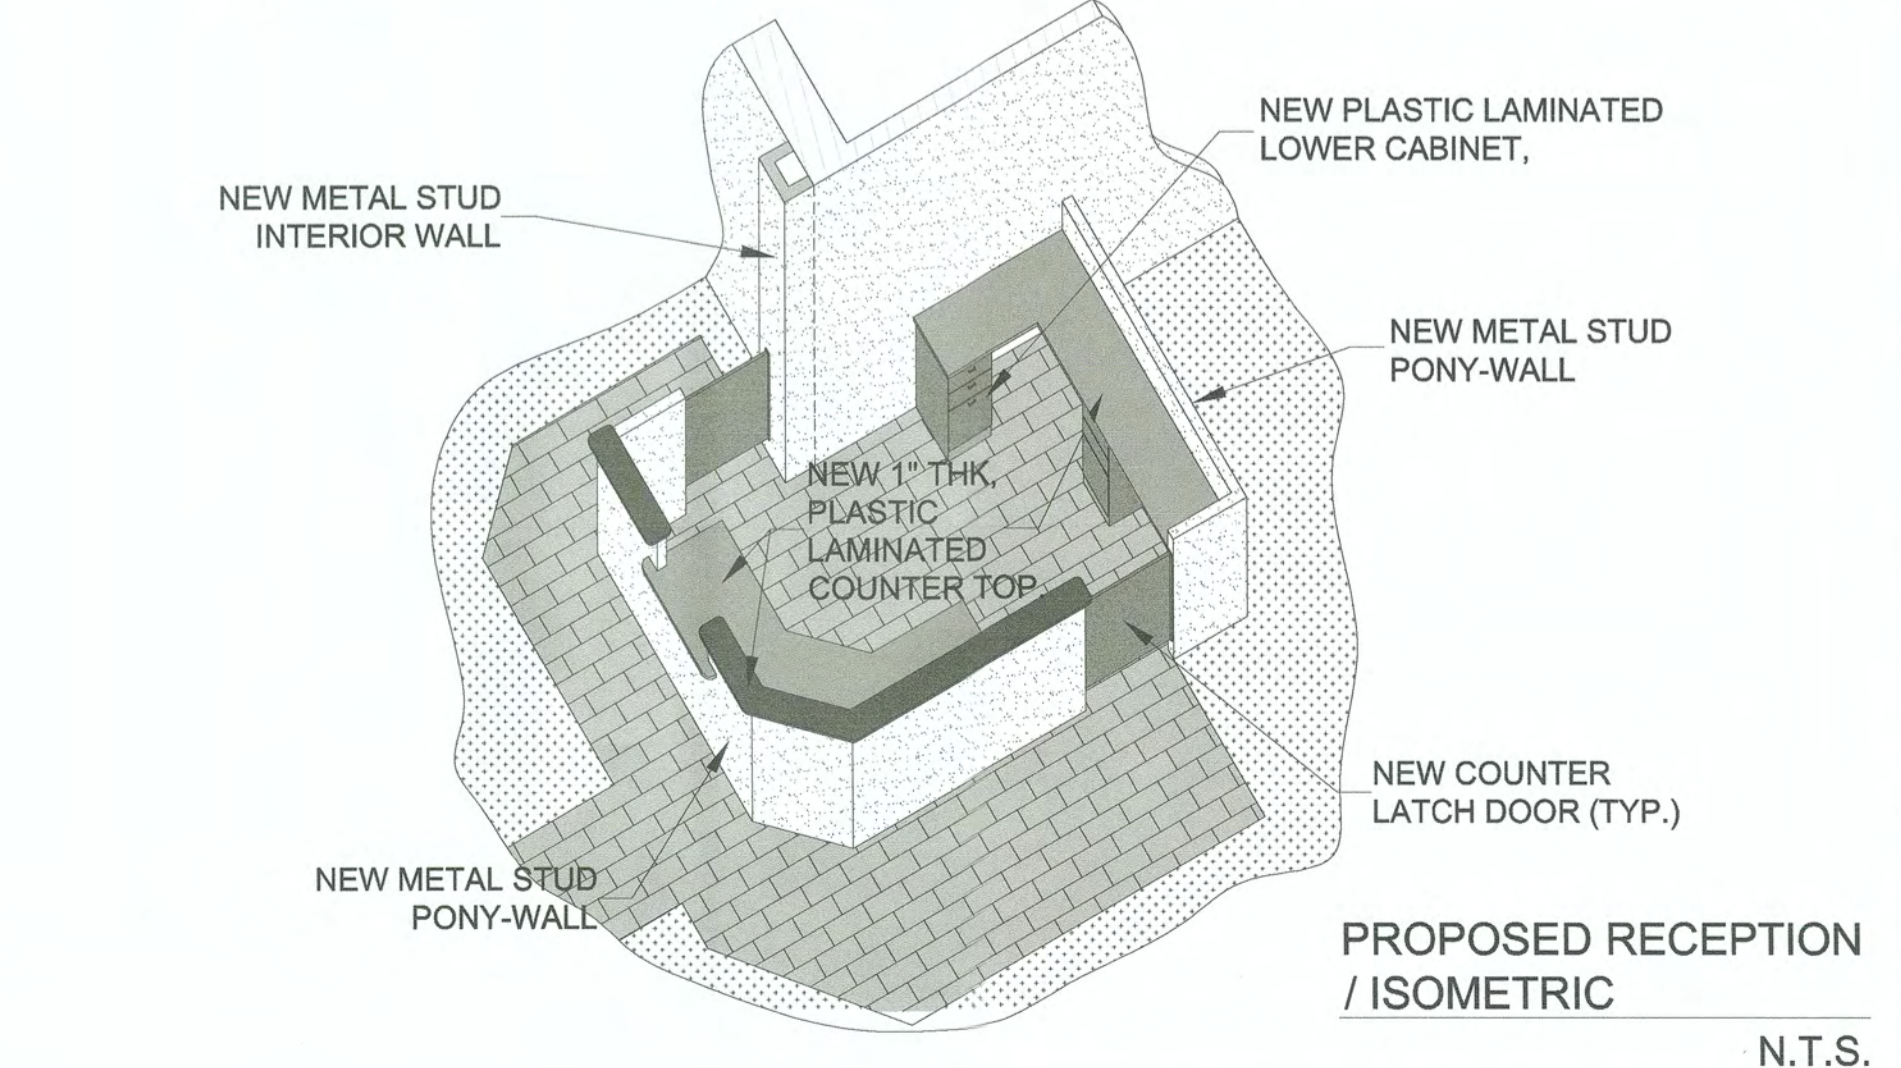 NEW PLASTIC LAMINATED
LOWER CABINET,
NEW METAL STUD
INTERIOR WALL
NEW METAL STUD
PONY-WALL
NEW 1" THK,
PLASTIC
LAMINATED
COUNTER TOP.
NEW COUNTER
LATCH DOOR (TYP.)
NEW METAL STUD
PONY-WALL
PROPOSED RECEPTION
/ ISOMETRIC
N.T.S.